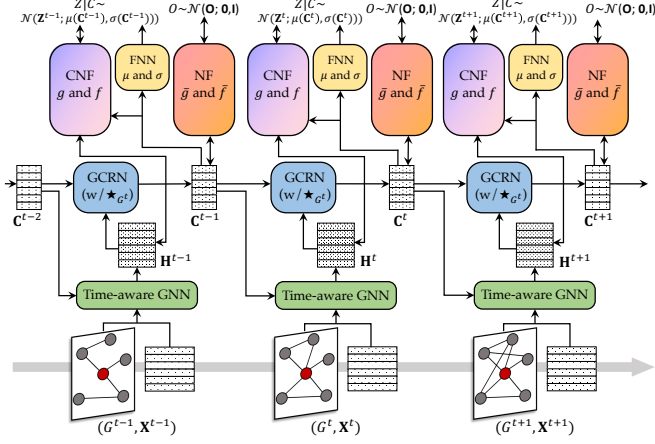 Z|C~ O~𝒩(O; 0,I) Z|C~ O~𝒩(O; 0,I) Z|C~ O~𝒩(O; 0,I)
𝒩(Z^{t-1}; μ(C^{t-1}), σ(C^{t-1})) 𝒩(Z^t; μ(C^t), σ(C^t)) 𝒩(Z^{t+1}; μ(C^{t+1}), σ(C^{t+1}))
CNF FNN NF CNF FNN NF CNF FNN NF
g and f μ and σ ḡ and f̄ g and f μ and σ ḡ and f̄ g and f μ and σ ḡ and f̄
GCRN GCRN GCRN
(w/★_{G^t}) (w/★_{G^t}) (w/★_{G^t})
C^{t-2} C^{t-1} C^t C^{t+1}
H^{t-1} H^t H^{t+1}
Time-aware GNN Time-aware GNN Time-aware GNN
(G^{t-1}, X^{t-1}) (G^t, X^t) (G^{t+1}, X^{t+1})